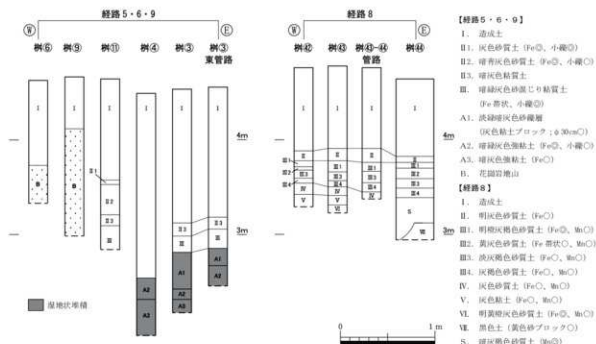 経路5・6・9
経路8
W
E
W
E
桝⑥
桝⑨
桝⑪
桝④
桝③
桝③
東管路
桝㊷
桝㊸
桝㊸-㊹
管路
桝㊹
4m
3m
4m
3m
湿地状堆積
0
1m
【経路5・6・9】
Ⅰ. 造成土
Ⅱ1. 灰色砂質土 (Fe◎、小礫◎)
Ⅱ2. 暗青灰色砂質土 (Fe◎、小礫○)
Ⅱ3. 暗灰色粘質土
Ⅲ. 暗緑灰色砂混じり粘質土
(Fe 帯状、小礫◎)
A1. 淡緑灰色砂礫層
(灰色粘土ブロック;φ30cm○)
A2. 暗緑灰色強粘土 (Fe◎、小礫○)
A3. 暗灰色強粘土 (Fe○)
B. 花崗岩地山
【経路8】
Ⅰ. 造成土
Ⅱ. 明灰色砂質土 (Fe○)
Ⅲ1. 明橙灰褐色砂質土 (Fe◎、Mn○)
Ⅲ2. 黄灰色砂質土 (Fe 帯状○、Mn○)
Ⅲ3. 淡灰褐色砂質土 (Fe○、Mn○)
Ⅲ4. 灰褐色砂質土 (Fe○、Mn○)
Ⅳ. 灰色砂質土 (Fe○、Mn○)
Ⅴ. 灰色粘土 (Fe○、Mn○)
Ⅵ. 明黄橙灰色砂質土 (Fe◎、Mn○)
Ⅶ. 黒色土 (黄色砂ブロック○)
S. 暗灰褐色砂質土 (Mn◎)